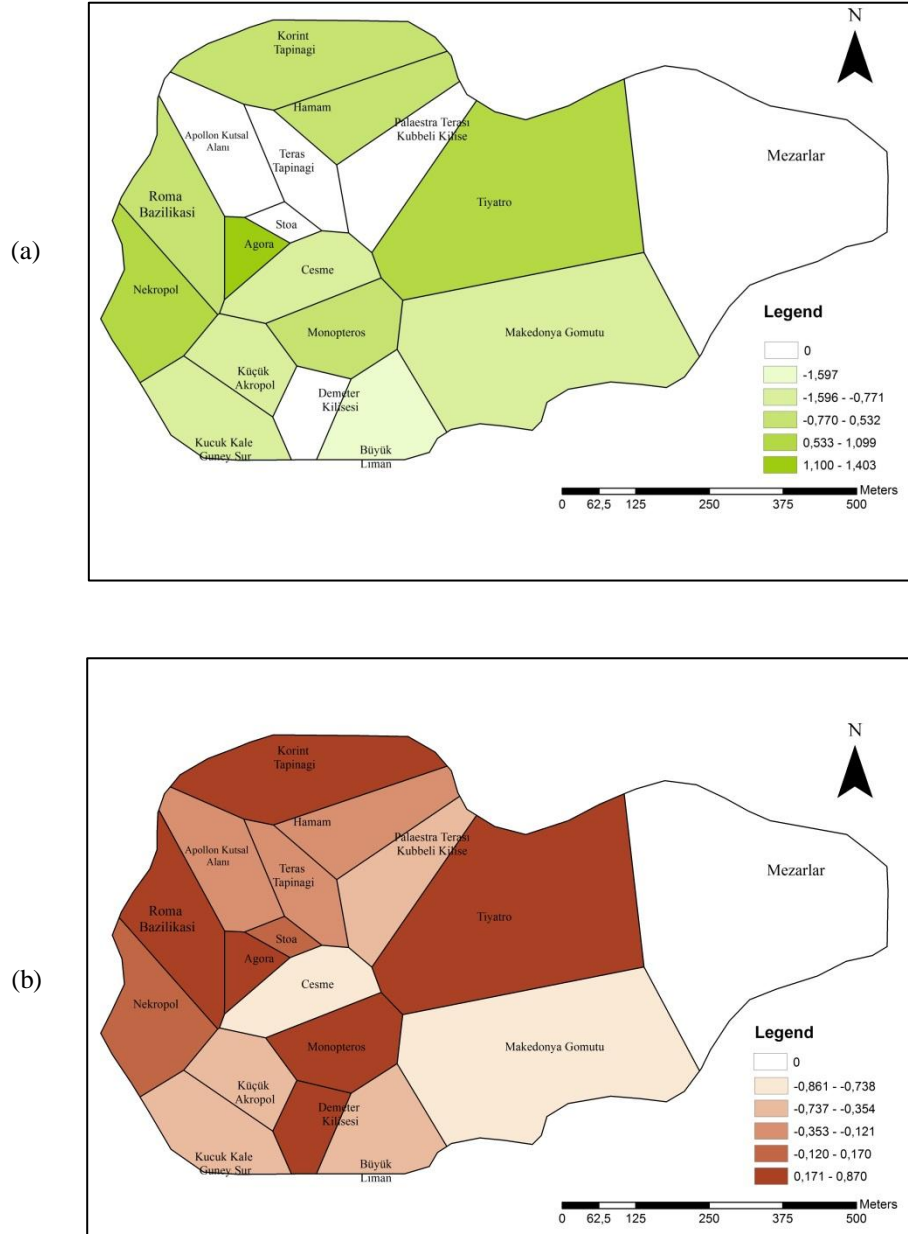 (a)
N
Korint
Tapinagi
Hamam
Apollon Kutsal
Alanı
Palaestra Terası
Kubbeli Kilise
Teras
Tapinagi
Mezarlar
Roma
Bazilikasi
Tiyatro
Stoa
Agora
Cesme
Nekropol
Monopteros
Makedonya Gomutu
Küçük
Akropol
Demeter
Kilisesi
Kucuk Kale
Guney Sur
Büyük
Lıman
Legend
0
-1,597
-1,596 - -0,771
-0,770 - 0,532
0,533 - 1,099
1,100 - 1,403
Meters
0 62,5 125 250 375 500
(b)
N
Korint
Tapinagi
Hamam
Apollon Kutsal
Alanı
Palaestra Terası
Kubbeli Kilise
Teras
Tapinagi
Mezarlar
Roma
Bazilikasi
Tiyatro
Stoa
Agora
Cesme
Nekropol
Monopteros
Makedonya Gomutu
Küçük
Akropol
Demeter
Kilisesi
Kucuk Kale
Guney Sur
Büyük
Lıman
Legend
0
-0,861 - -0,738
-0,737 - -0,354
-0,353 - -0,121
-0,120 - 0,170
0,171 - 0,870
Meters
0 62,5 125 250 375 500